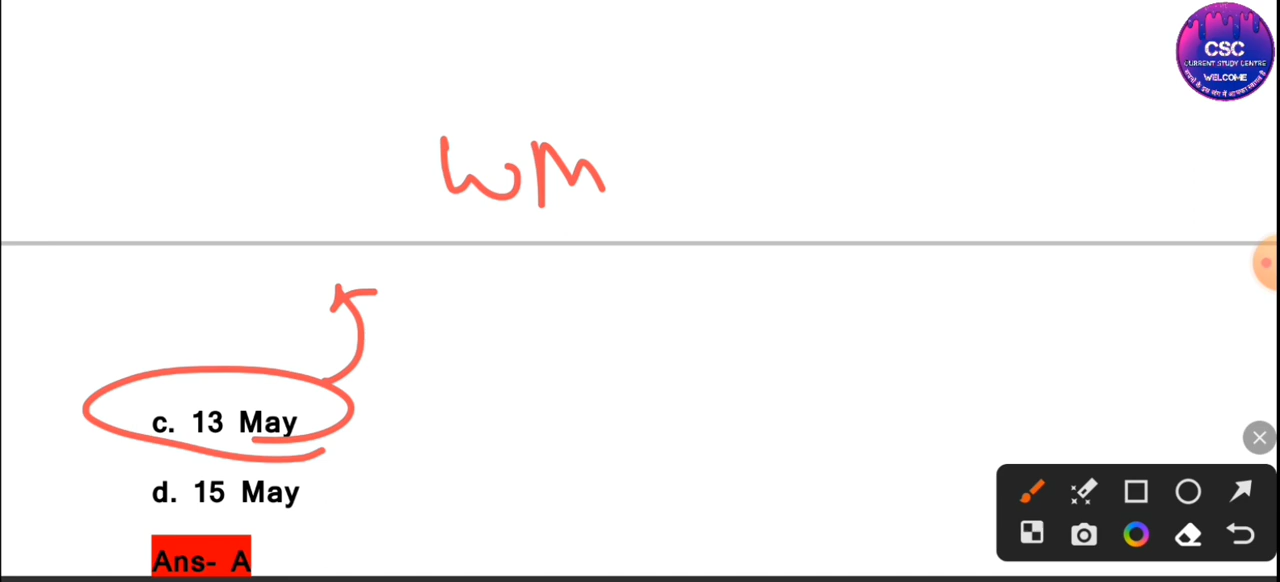 CSC
CURRENT STUDY CENTRE
WELCOME
WM
c. 13 May
d. 15 May
Ans- A